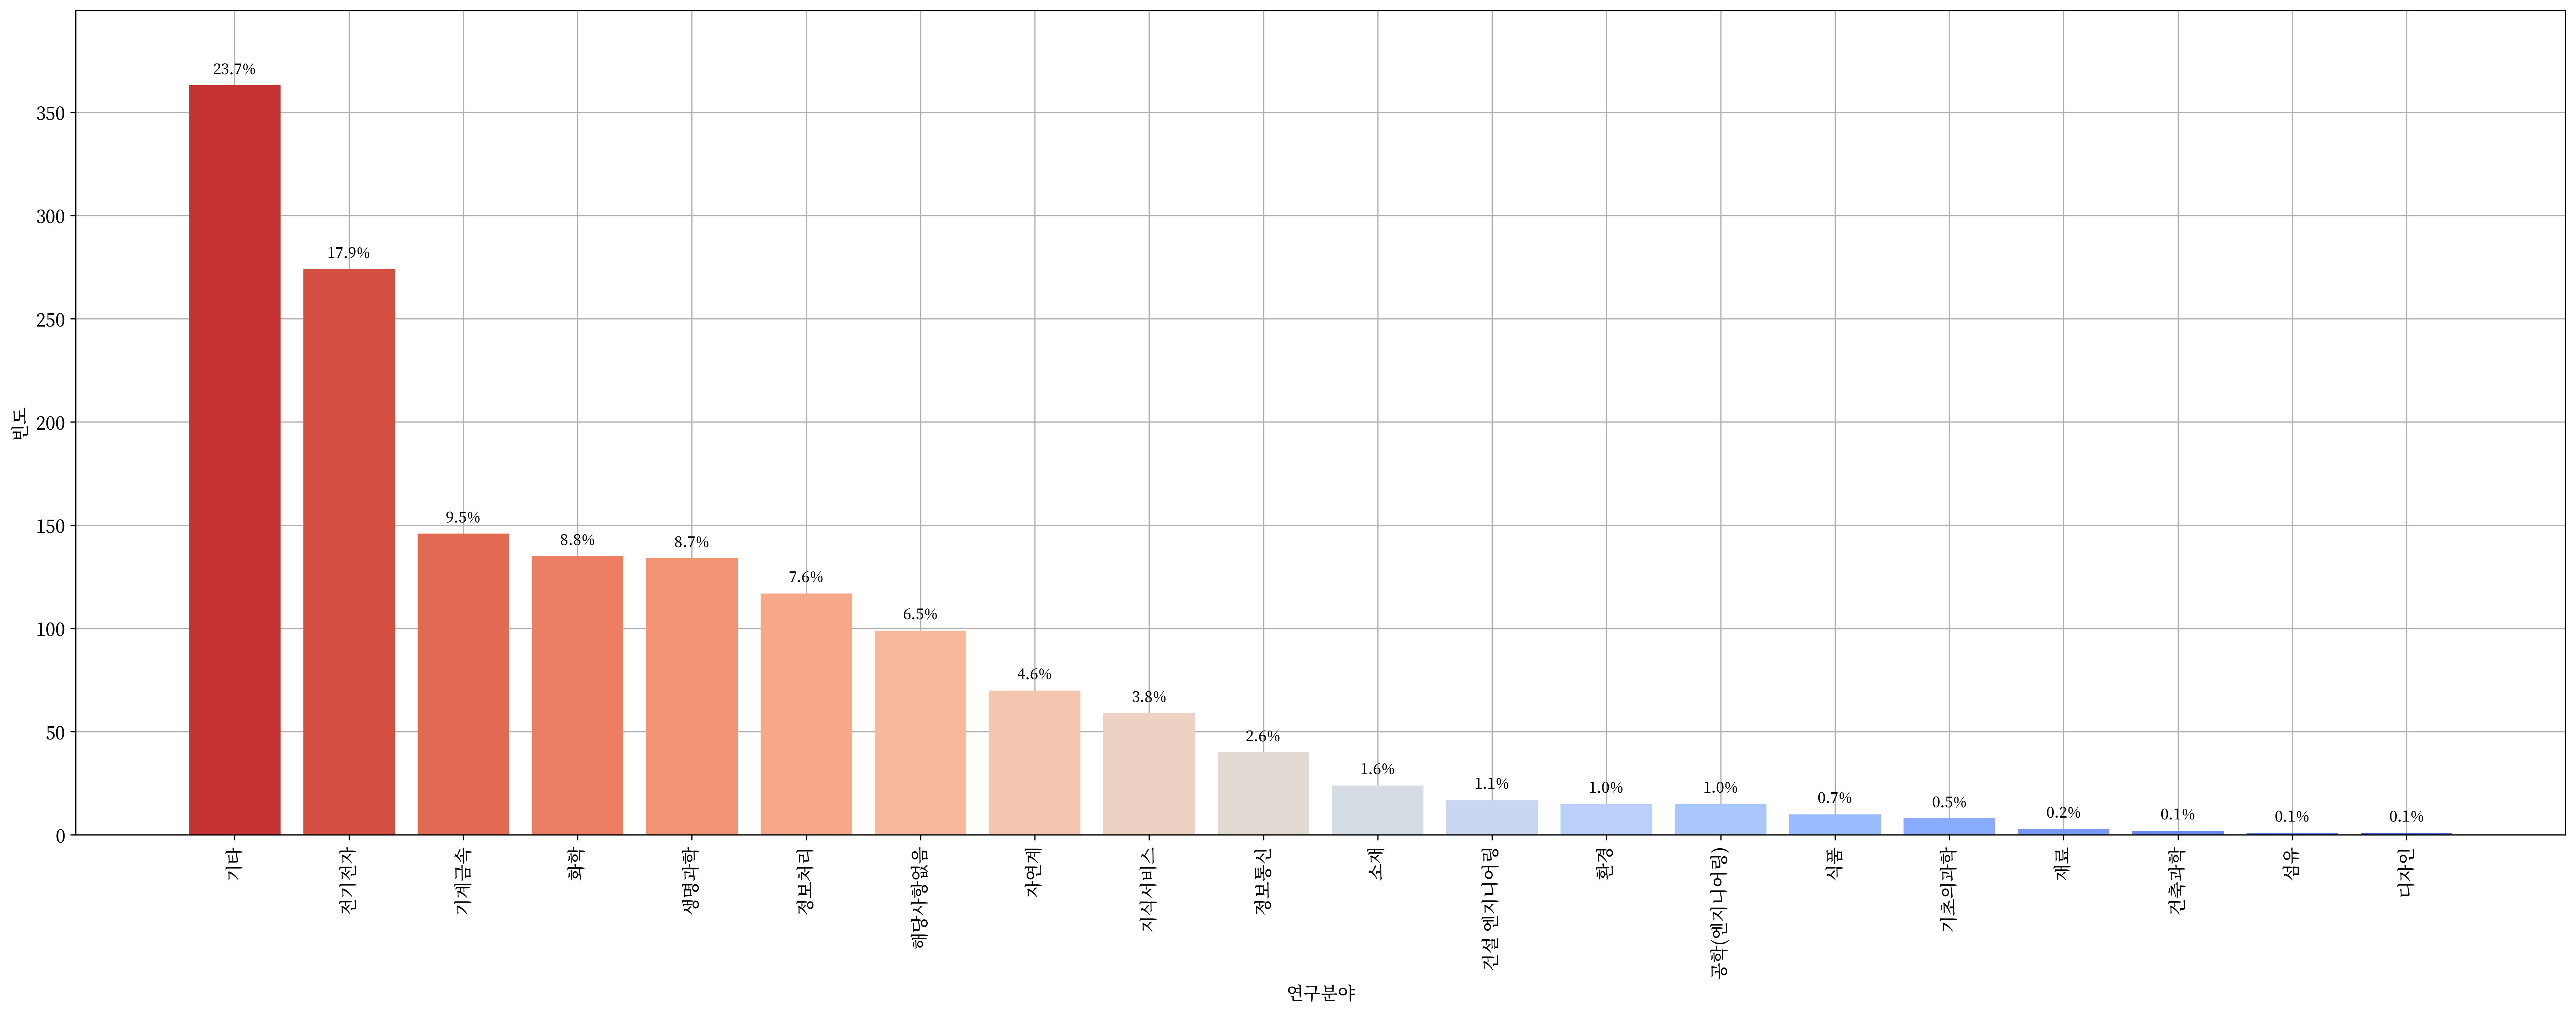 23.7%
350
300
17.9%
250
빈도
200
9.5%
150
8.8%
8.7%
7.6%
6.5%
100
4.6%
3.8%
50
2.6%
1.6%
1.1%
1.0%
1.0%
0.7%
0.5%
0.2%
0.1%
0.1%
0.1%
0
기타
전기전자
기계금속
화학
생명과학
정보처리
해당사항없음
자연계
지식서비스
정보통신
소재
건설 엔지니어링
환경
공학(엔지니어링)
식품
기초의과학
재료
건축과학
섬유
디자인
연구분야